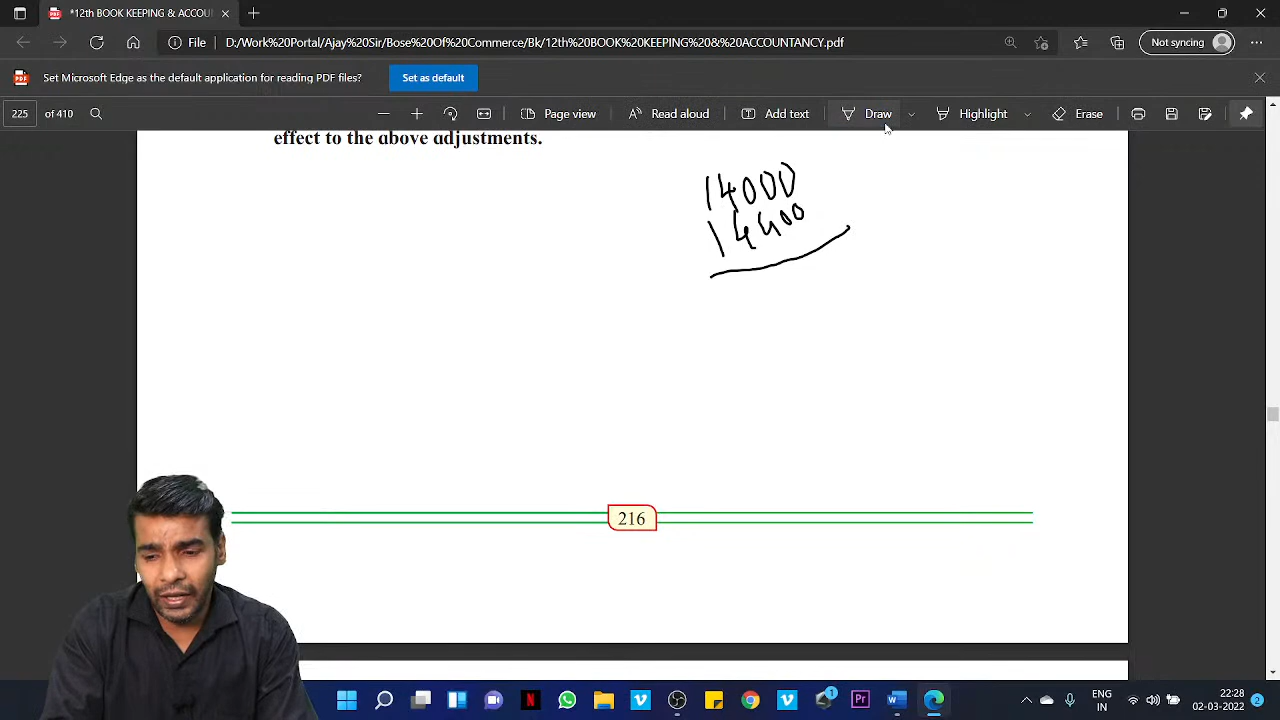 *12th BOOK KEEPING & ACCOU
File D:/Work%20Portal/Ajay%20Sir/Bose%20Of%20Commerce/Bk/12th%20BOOK%20KEEPING%20&%20ACCOUNTANCY.pdf
Not syncing
Set Microsoft Edge as the default application for reading PDF files? Set as default
225 of 410 Page view Read aloud Add text Draw Highlight Erase
effect to the above adjustments.
14000
14400
216
ENG
IN
22:28
02-03-2022